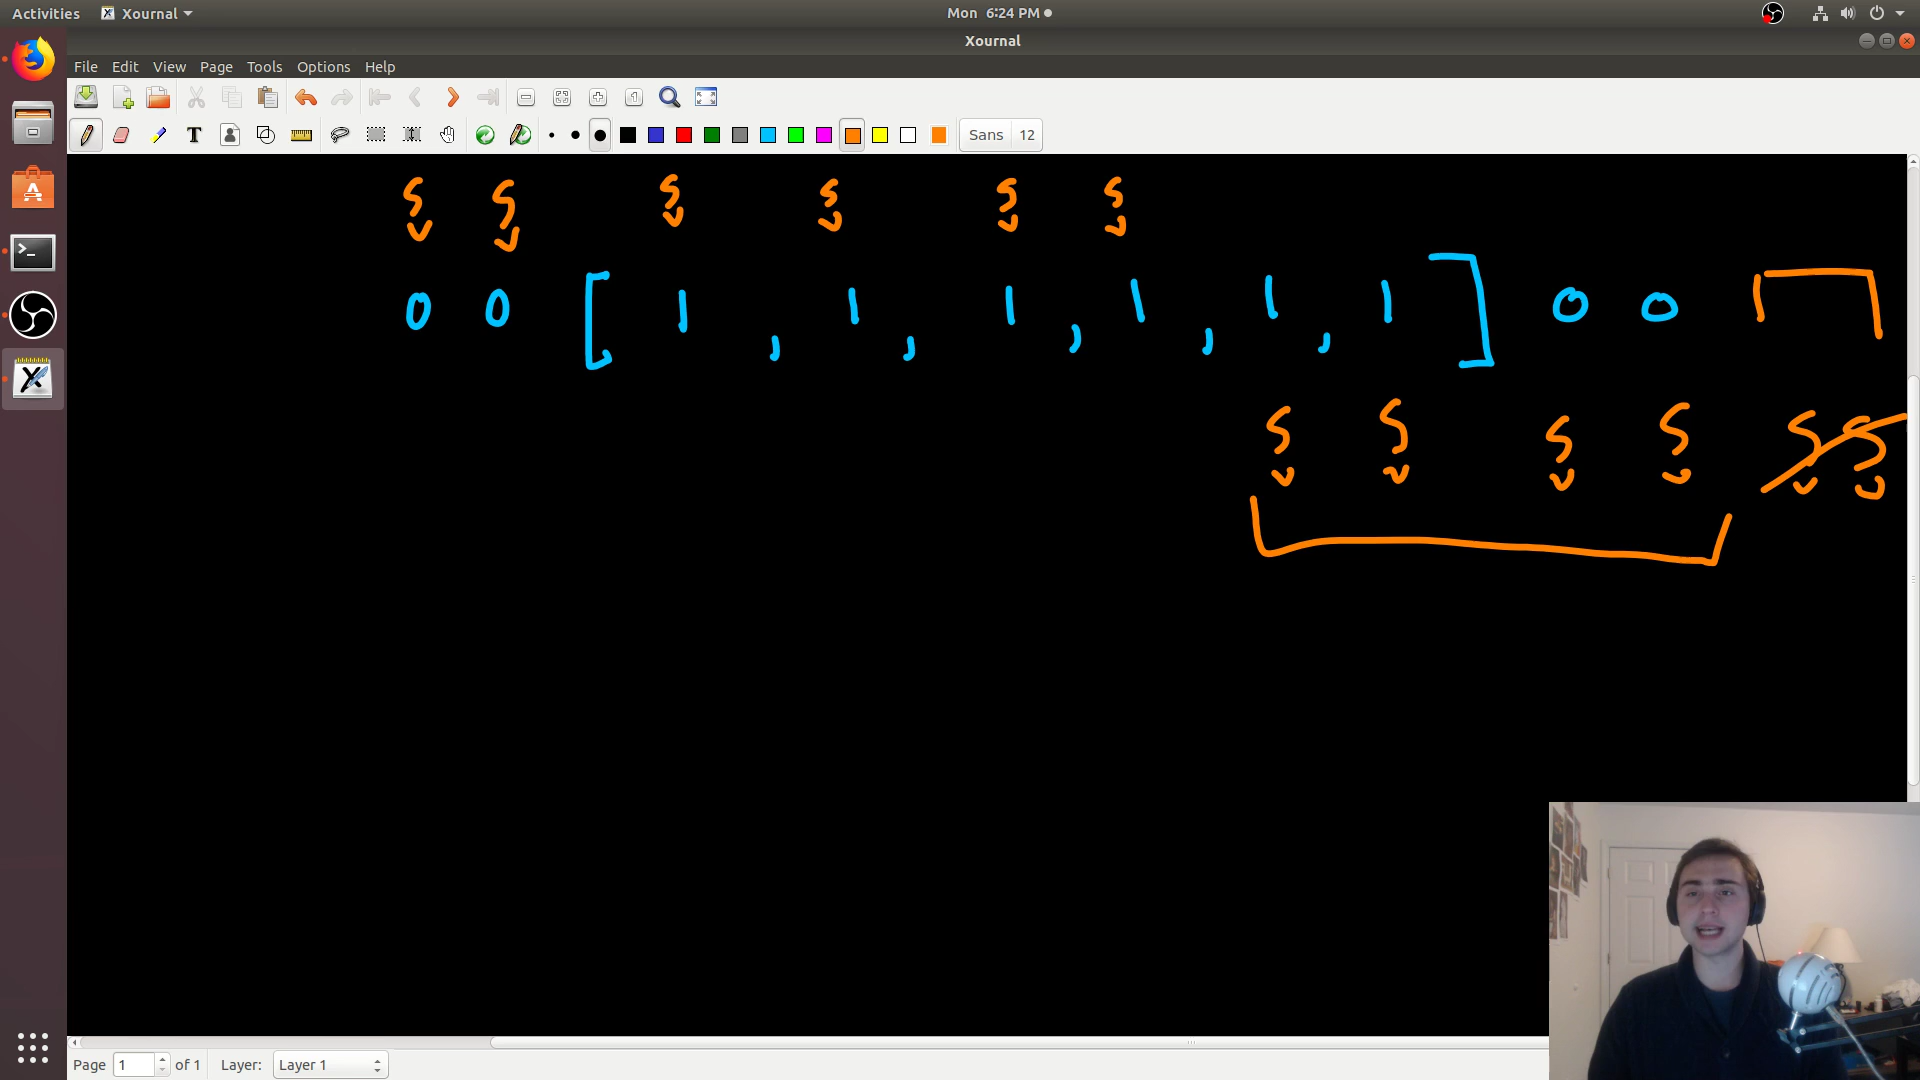 Activities Xournal Mon 6:24 PM
Xournal
File Edit View Page Tools Options Help
T Sans 12
0 0 [ 1 , 1 , 1 , 1 , 1 , 1 ] 0 0
Page 1 of 1 Layer: Layer 1